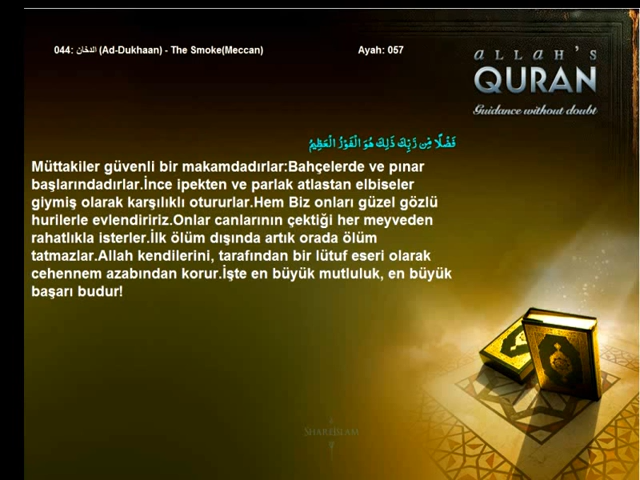 044: الدخان (Ad-Dukhaan) - The Smoke(Meccan) Ayah: 057
ALLAH'S
QURAN
Guidance without doubt
فَضْلًا مِّن رَّبِّكَ ذَٰلِكَ هُوَ الْفَوْزُ الْعَظِيمُ
Müttakiler güvenli bir makamdadırlar:Bahçelerde ve pınar
başlarındadırlar.İnce ipekten ve parlak atlastan elbiseler
giymiş olarak karşılıklı otururlar.Hem Biz onları güzel gözlü
hurilerle evlendiririz.Onlar canlarının çektiği her meyveden
rahatlıkla isterler.İlk ölüm dışında artık orada ölüm
tatmazlar.Allah kendilerini, tarafından bir lütuf eseri olarak
cehennem azabından korur.İşte en büyük mutluluk, en büyük
başarı budur!
SHAREISLAM